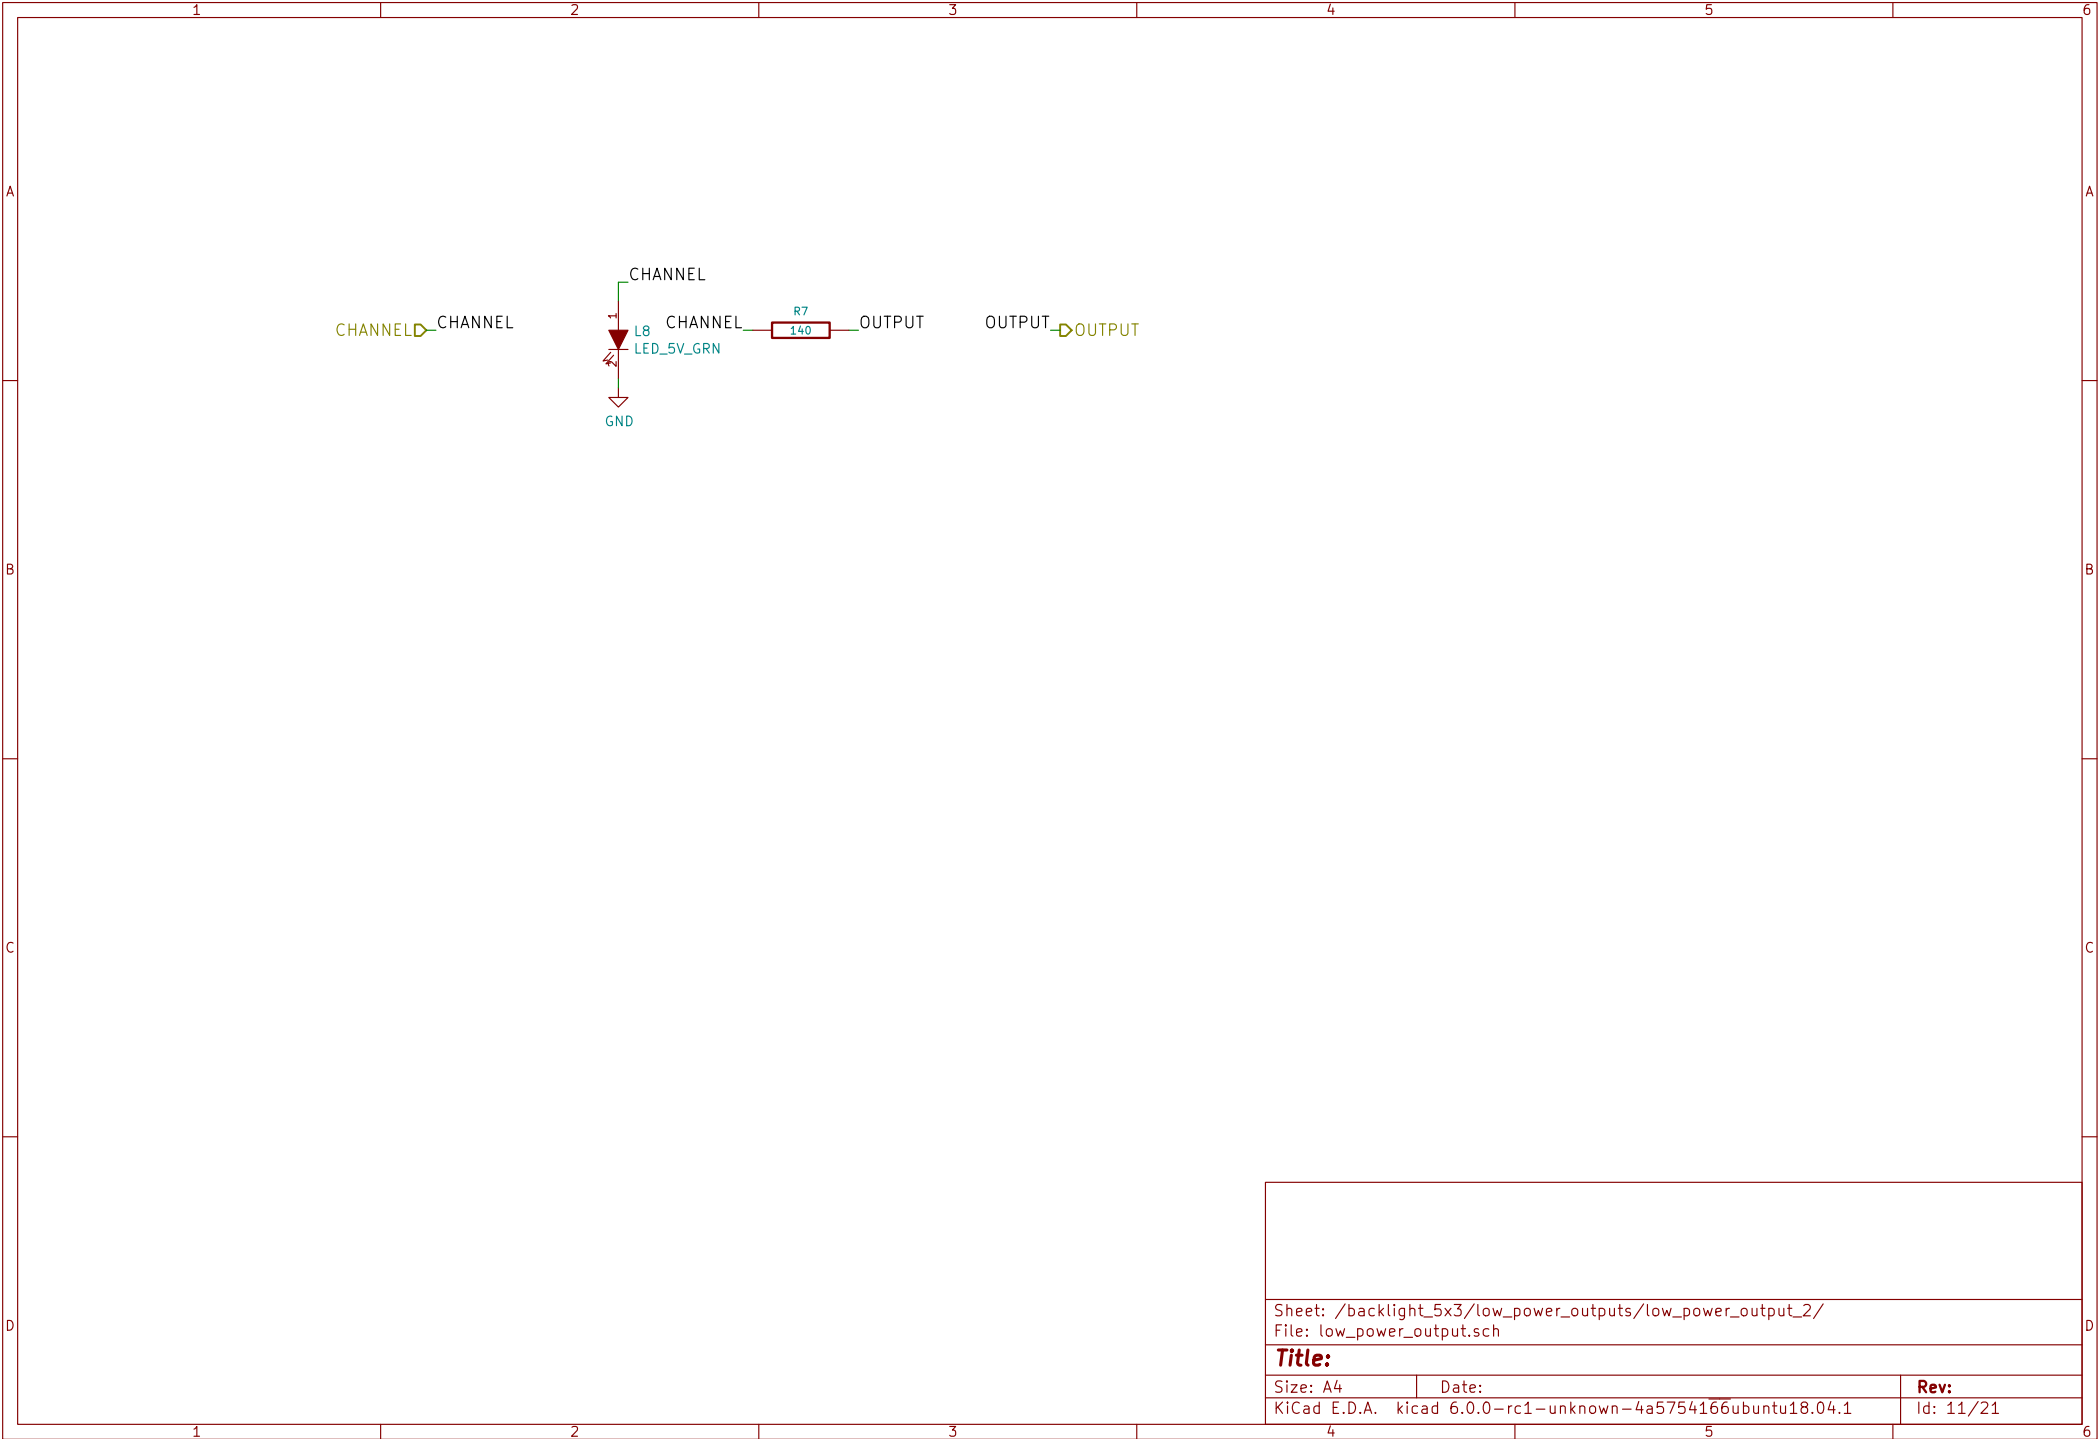 1 2 3 4 5 6
A A
CHANNEL
CHANNEL CHANNEL
1
L8
LED_5V_GRN
2
GND
CHANNEL R7 140 OUTPUT
OUTPUT OUTPUT
B B
C C
D D
Sheet: /backlight_5x3/low_power_outputs/low_power_output_2/
File: low_power_output.sch
Title:
Size: A4 Date: Rev:
KiCad E.D.A. kicad 6.0.0-rc1-unknown-4a5754166ubuntu18.04.1 Id: 11/21
1 2 3 4 5 6